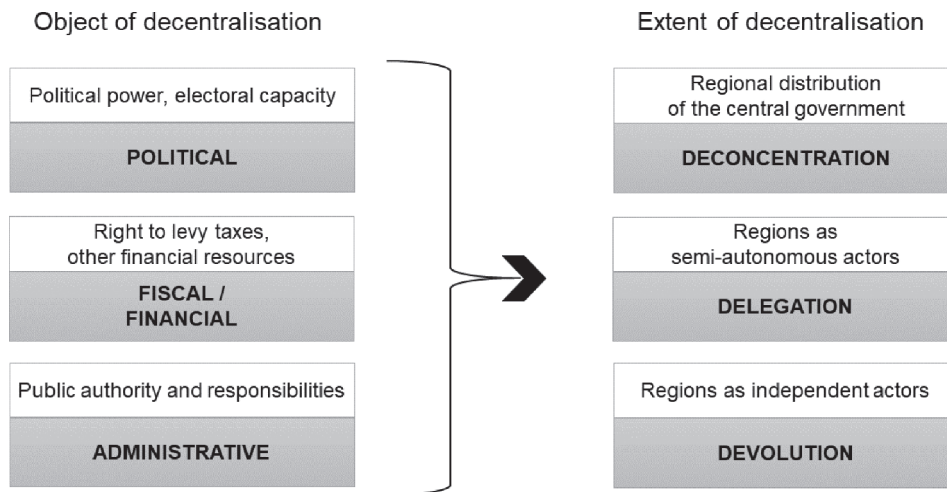 Object of decentralisation
Political power, electoral capacity
POLITICAL
Right to levy taxes,
other financial resources
FISCAL /
FINANCIAL
Public authority and responsibilities
ADMINISTRATIVE
Extent of decentralisation
Regional distribution
of the central government
DECONCENTRATION
Regions as
semi-autonomous actors
DELEGATION
Regions as independent actors
DEVOLUTION